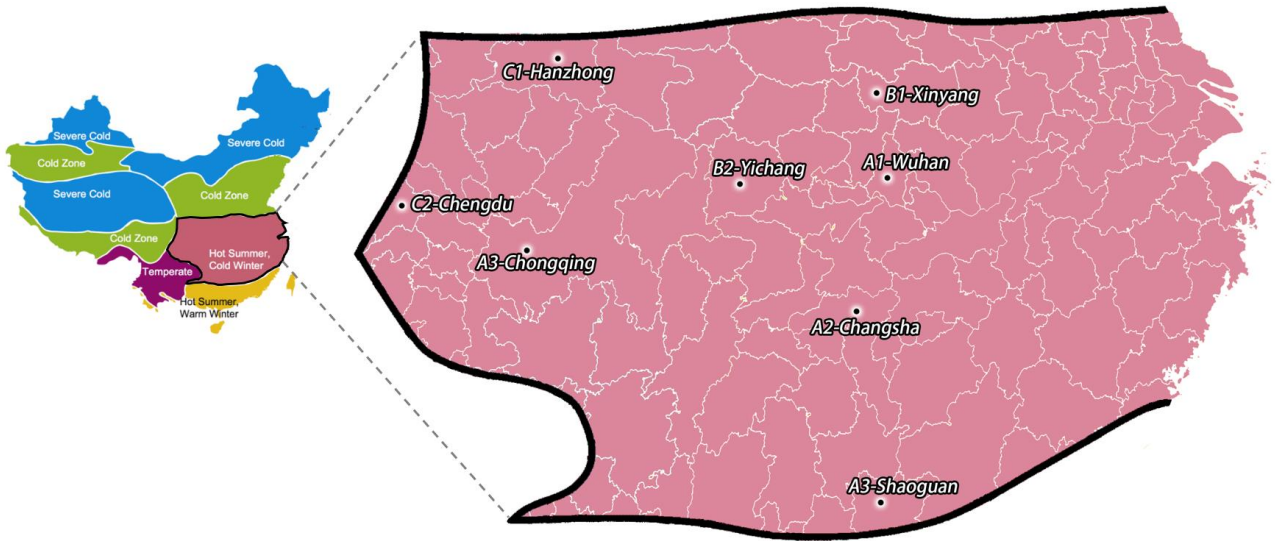 Severe Cold
Severe Cold
Cold Zone
Severe Cold
Cold Zone
Cold Zone
Hot Summer,
Cold Winter
Temperate
Hot Summer,
Warm Winter
C1-Hanzhong
B1-Xinyang
B2-Yichang
A1-Wuhan
C2-Chengdu
A3-Chongqing
A2-Changsha
A3-Shaoguan